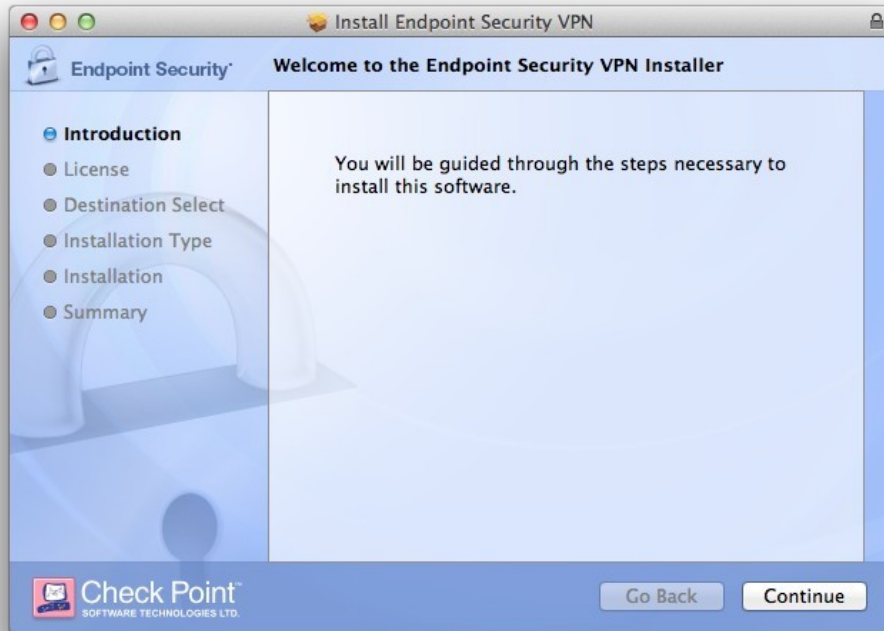 Install Endpoint Security VPN
Endpoint Security
Welcome to the Endpoint Security VPN Installer
Introduction
License
Destination Select
Installation Type
Installation
Summary
You will be guided through the steps necessary to
install this software.
Check Point™
SOFTWARE TECHNOLOGIES LTD.
Go Back
Continue